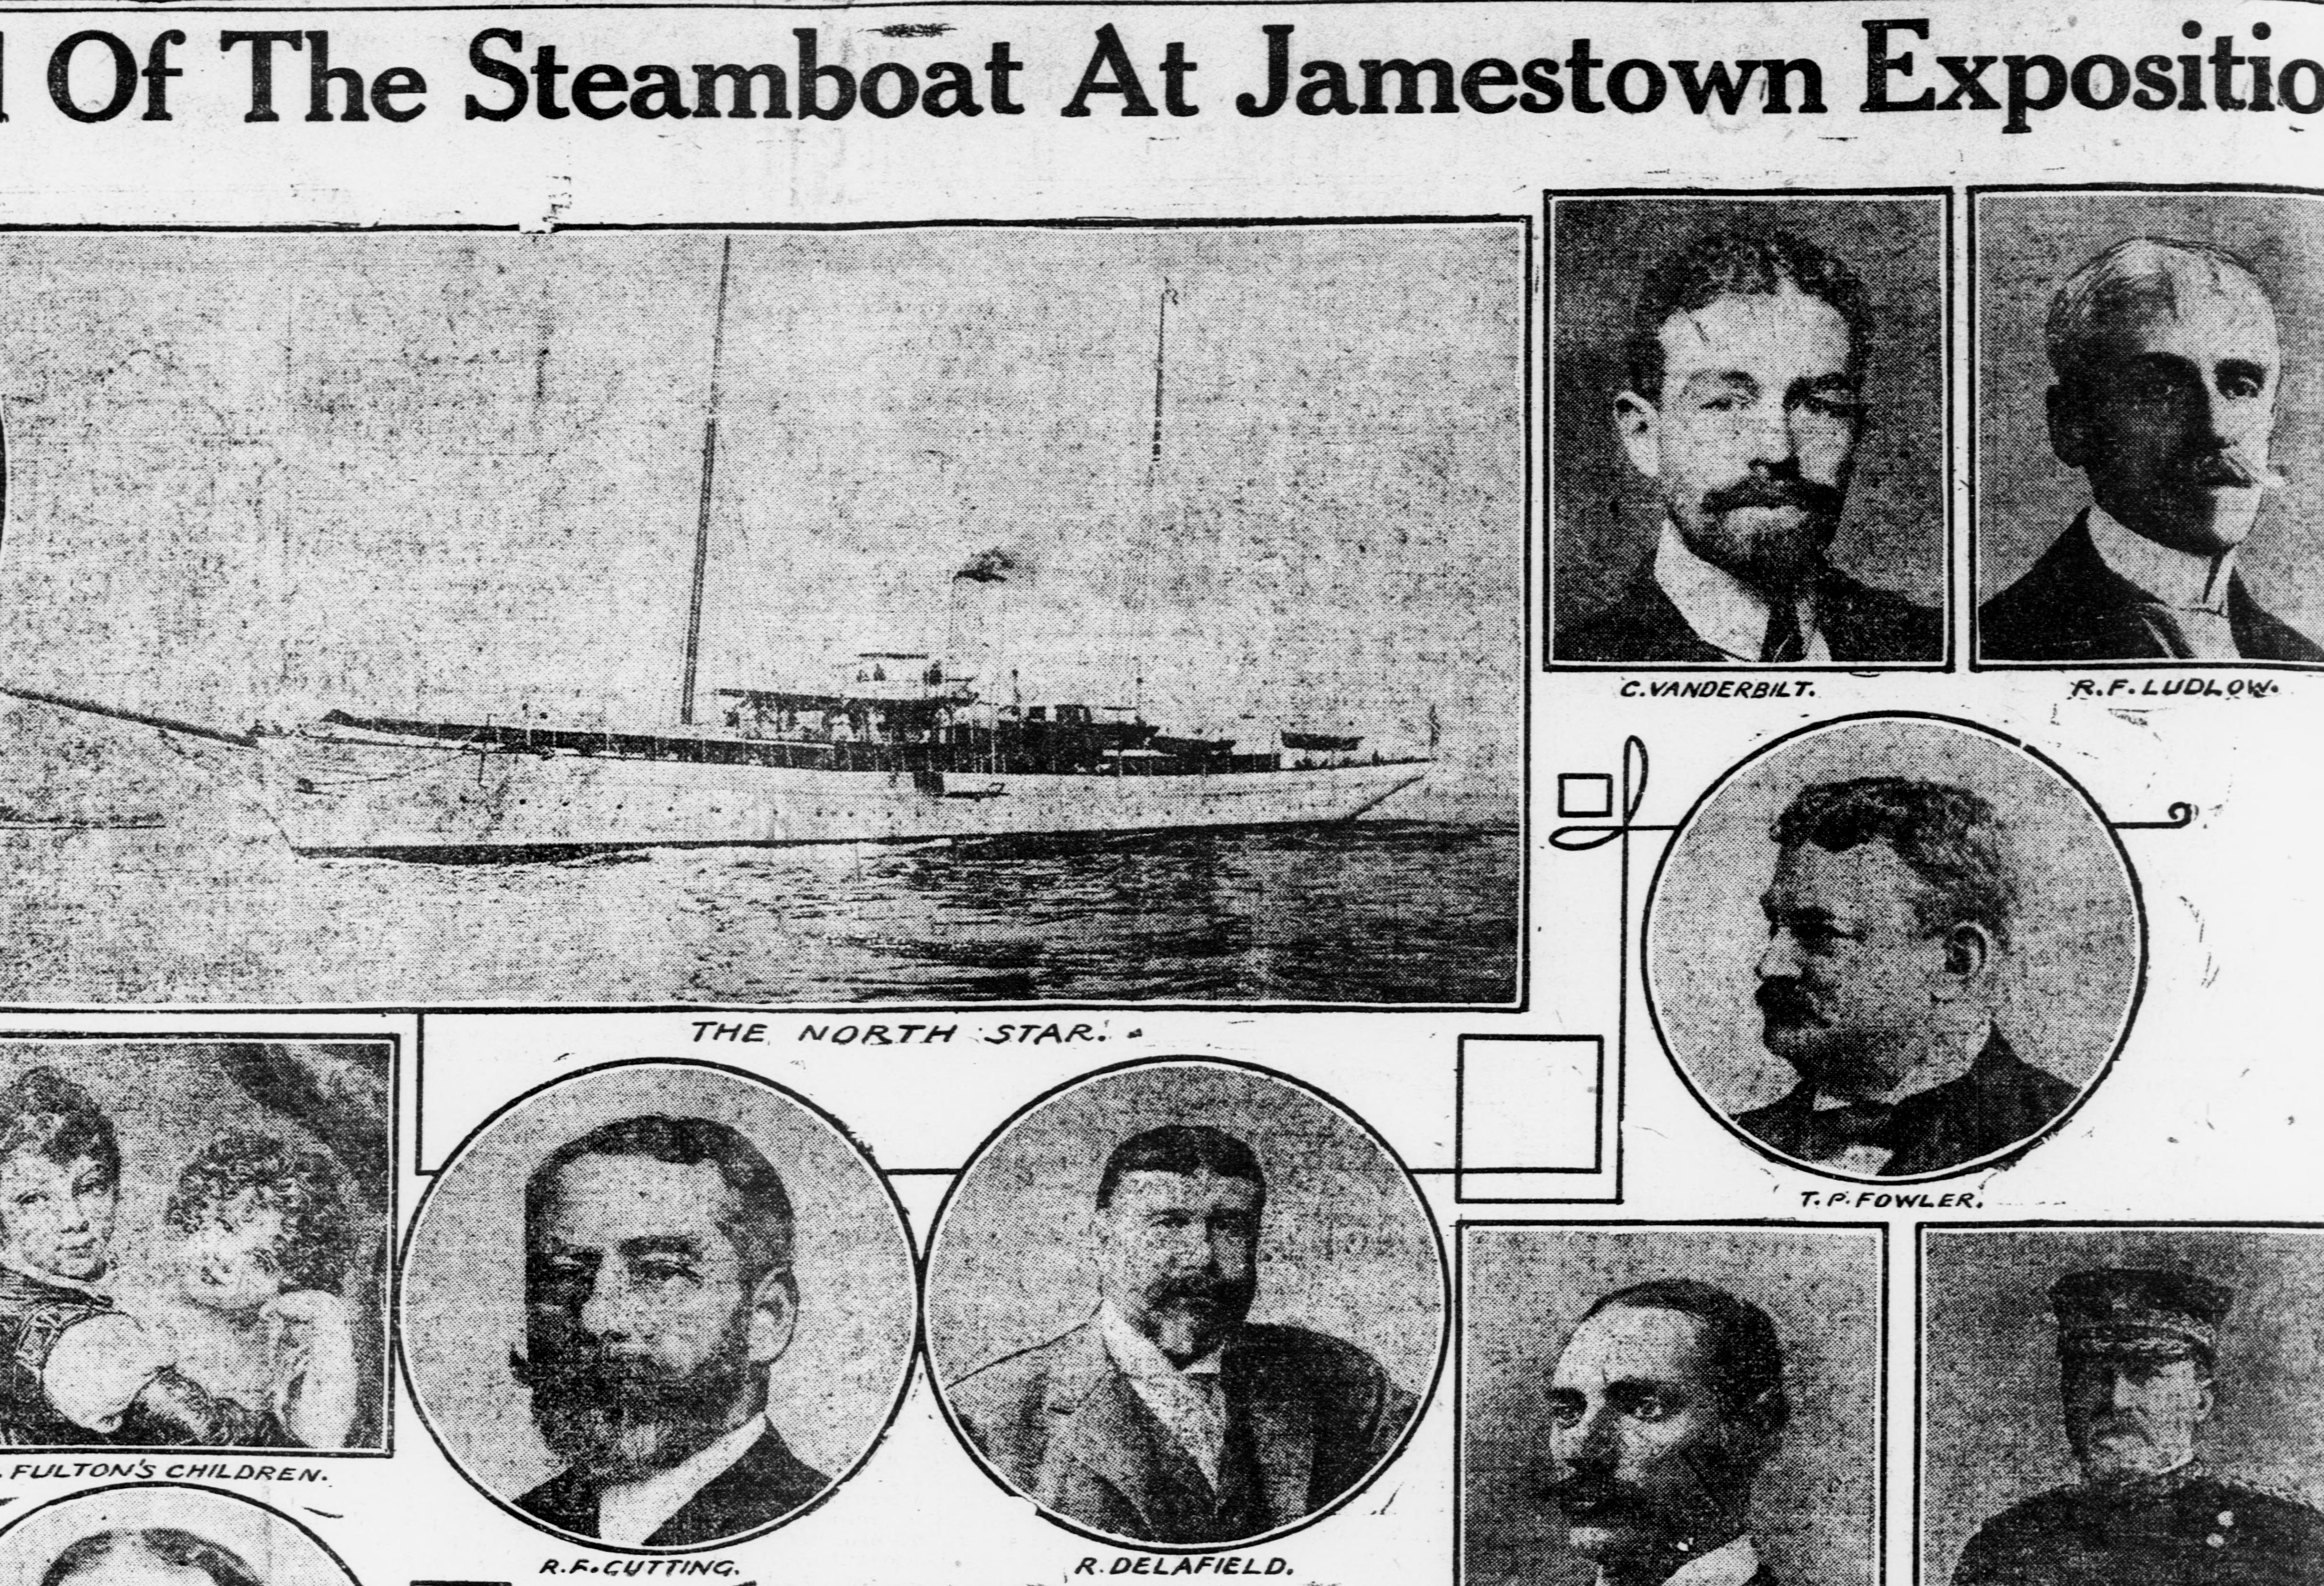 Of The Steamboat At Jamestown Expositio
C. VANDERBILT.
R. F. LUDLOW.
THE NORTH STAR.
T. P. FOWLER.
FULTON'S CHILDREN.
R. F. CUTTING.
R. DELAFIELD.